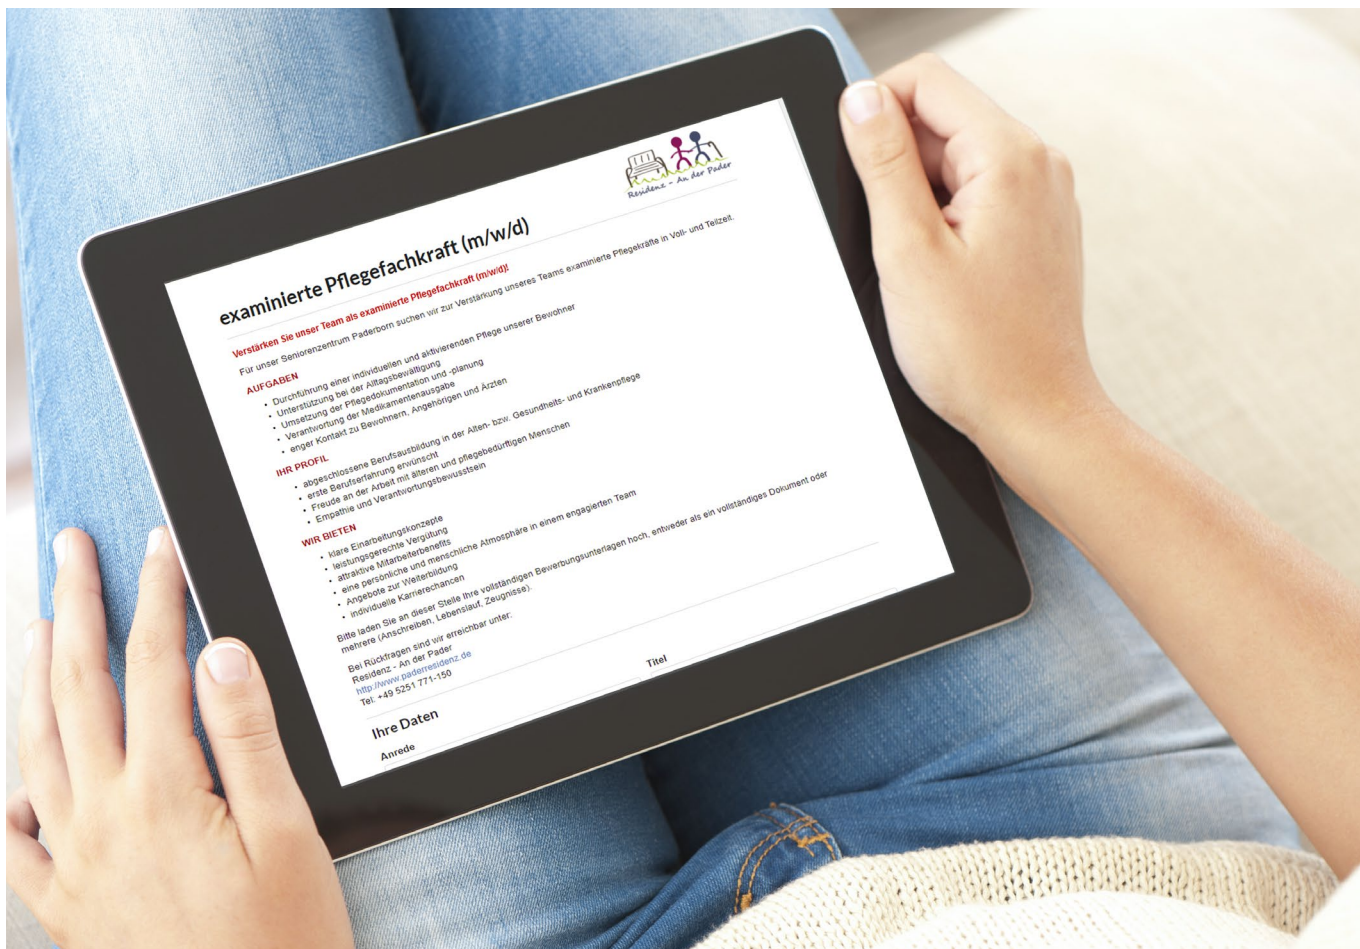 Residenz - An der Pader
examinierte Pflegefachkraft (m/w/d)
Verstärken Sie unser Team als examinierte Pflegefachkraft (m/w/d)!
Für unser Seniorenzentrum Paderborn suchen wir zur Verstärkung unseres Teams examinierte Pflegekräfte in Voll- und Teilzeit.
AUFGABEN
• Durchführung einer individuellen und aktivierenden Pflege unserer Bewohner
• Unterstützung bei der Alltagsbewältigung
• Umsetzung der Pflegedokumentation und -planung
• Verantwortung der Medikamentenausgabe
• enger Kontakt zu Bewohnern, Angehörigen und Ärzten
IHR PROFIL
• abgeschlossene Berufsausbildung in der Alten- bzw. Gesundheits- und Krankenpflege
• erste Berufserfahrung erwünscht
• Freude an der Arbeit mit älteren und pflegebedürftigen Menschen
• Empathie und Verantwortungsbewusstsein
WIR BIETEN
• klare Einarbeitungskonzepte
• leistungsgerechte Vergütung
• attraktive Mitarbeiterbenefits
• eine persönliche und menschliche Atmosphäre in einem engagierten Team
• Angebote zur Weiterbildung
• individuelle Karrierechancen
Bitte laden Sie an dieser Stelle Ihre vollständigen Bewerbungsunterlagen hoch, entweder als ein vollständiges Dokument oder
mehrere (Anschreiben, Lebenslauf, Zeugnisse).
Bei Rückfragen sind wir erreichbar unter:
Residenz - An der Pader
http://www.paderresidenz.de
Tel: +49 5251 771-150
Ihre Daten
Anrede
Titel